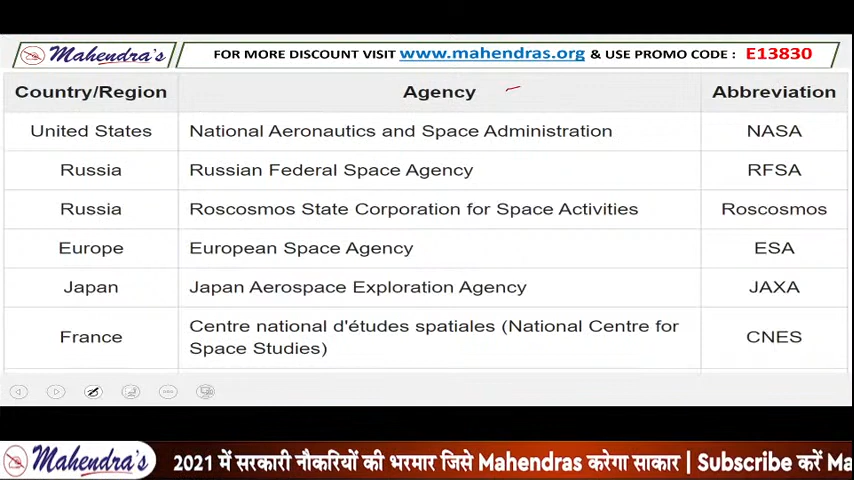 Mahendra's FOR MORE DISCOUNT VISIT www.mahendras.org & USE PROMO CODE : E13830
Country/Region Agency Abbreviation
United States National Aeronautics and Space Administration NASA
Russia Russian Federal Space Agency RFSA
Russia Roscosmos State Corporation for Space Activities Roscosmos
Europe European Space Agency ESA
Japan Japan Aerospace Exploration Agency JAXA
France Centre national d'études spatiales (National Centre for
Space Studies) CNES
Mahendra's 2021 में सरकारी नौकरियों की भरमार जिसे Mahendras करेगा साकार | Subscribe करें Ma